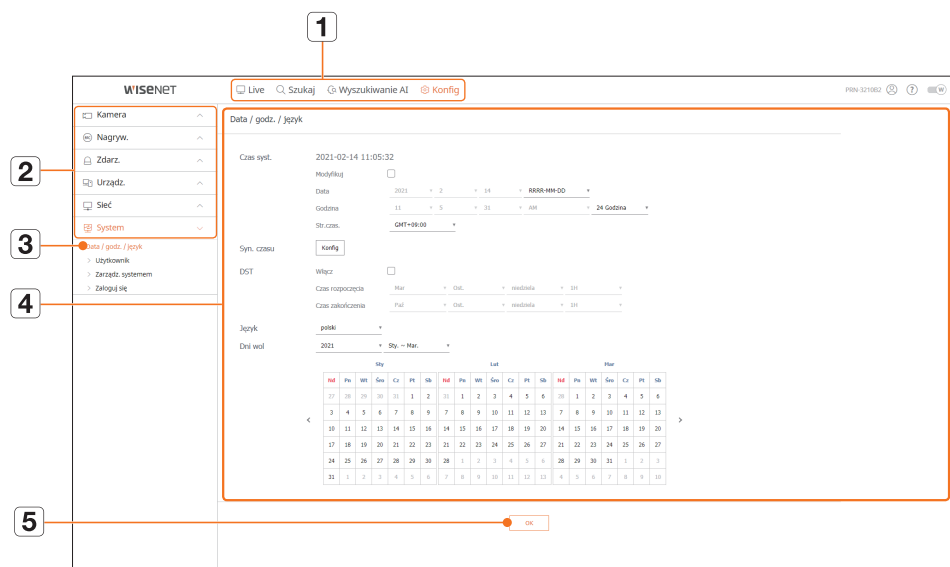 1
WISENET Live Szukaj Wyszukiwanie AI Konfig PRN-3210B2 ? W
Kamera
Nagryw.
Zdarz.
Urządz.
Sieć
System
Data / godz. / język
Użytkownik
Zarządz. systemem
Zaloguj się
2
3
4
5
Data / godz. / język
Czas syst. 2021-02-14 11:05:32
Modyfikuj
Data 2021 2 14 RRRR-MM-DD
Godzina 11 5 32 AM 24 Godzina
Str.czas. GMT+09:00
Syn. czasu Konfig
DST Włącz
Czas rozpoczęcia Mar Ost. niedziela 1H
Czas zakończenia Paź Ost. niedziela 1H
Język polski
Dni wol 2021 Sty. ~ Mar.
Sty Lut Mar
Nd Pn Wt Śro Cz Pt Sb Nd Pn Wt Śro Cz Pt Sb Nd Pn Wt Śro Cz Pt Sb
27 28 29 30 31 1 2 31 1 2 3 4 5 6 28 1 2 3 4 5 6
3 4 5 6 7 8 9 7 8 9 10 11 12 13 7 8 9 10 11 12 13
10 11 12 13 14 15 16 14 15 16 17 18 19 20 14 15 16 17 18 19 20
17 18 19 20 21 22 23 21 22 23 24 25 26 27 21 22 23 24 25 26 27
24 25 26 27 28 29 30 28 1 2 3 4 5 6 28 29 30 31 1 2 3
31 1 2 3 4 5 6 7 8 9 10 11 12 13 4 5 6 7 8 9 10
OK